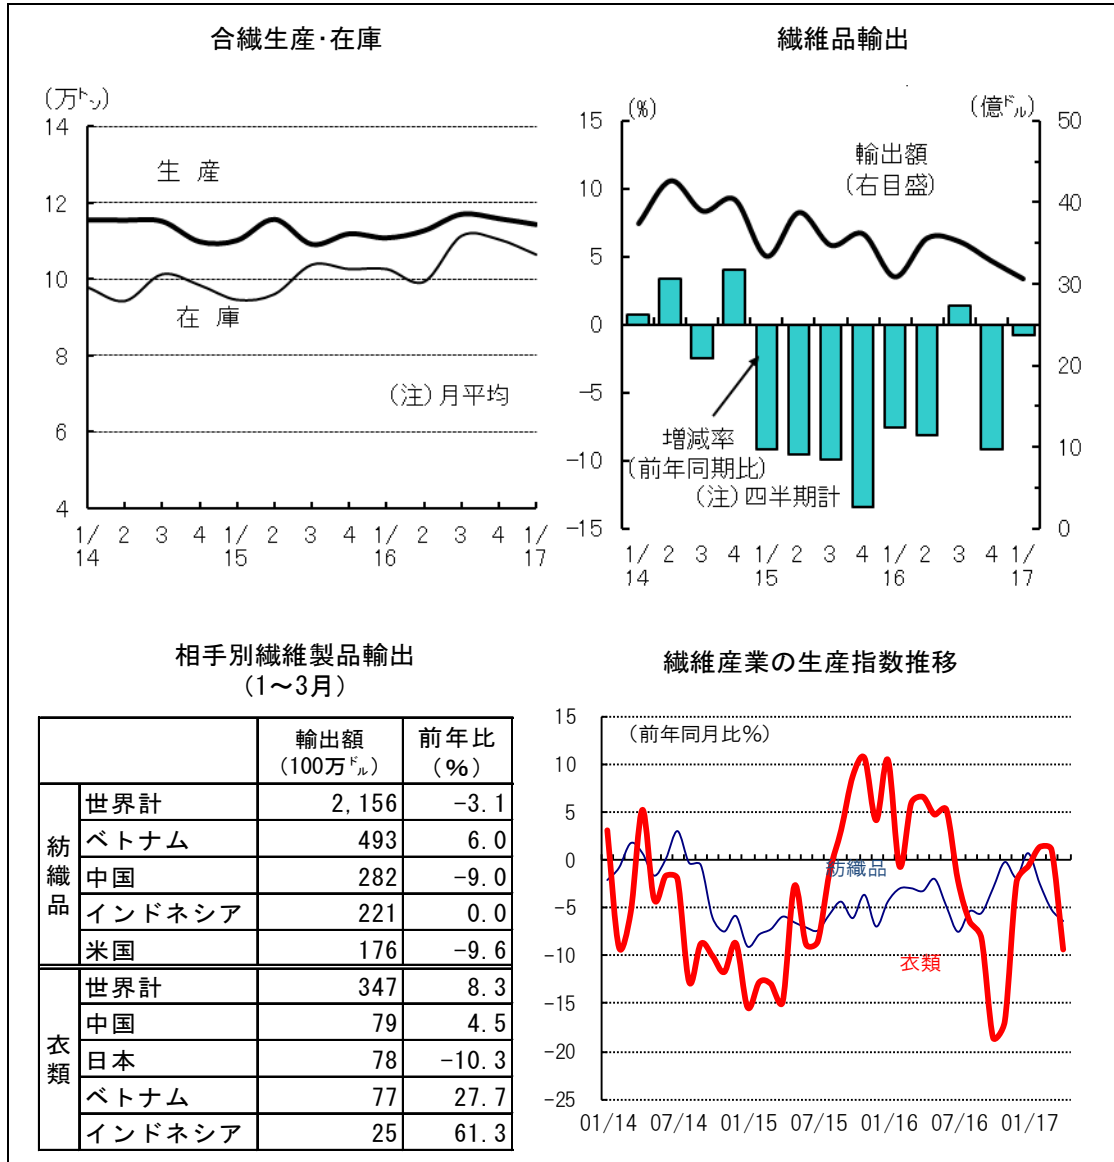 合繊生産･在庫
(万㌧)
14
12
10
8
6
4
生 産
在 庫
(注)月平均
1/ 2 3 4 1/ 2 3 4 1/ 2 3 4 1/
14 15 16 17
繊維品輸出
(%)
(億㌦)
15
10
5
0
-5
-10
-15
50
40
30
20
10
0
輸出額
(右目盛)
増減率
(前年同期比)
(注)四半期計
1/ 2 3 4 1/ 2 3 4 1/ 2 3 4 1/
14 15 16 17
相手別繊維製品輸出
(1～3月)
輸出額 前年比
(100万㌦) (％)
紡織品
世界計 2,156 -3.1
ベトナム 493 6.0
中国 282 -9.0
インドネシア 221 0.0
米国 176 -9.6
衣類
世界計 347 8.3
中国 79 4.5
日本 78 -10.3
ベトナム 77 27.7
インドネシア 25 61.3
繊維産業の生産指数推移
(前年同月比%)
15
10
5
0
-5
-10
-15
-20
-25
紡織品
衣類
01/14 07/14 01/15 07/15 01/16 07/16 01/17